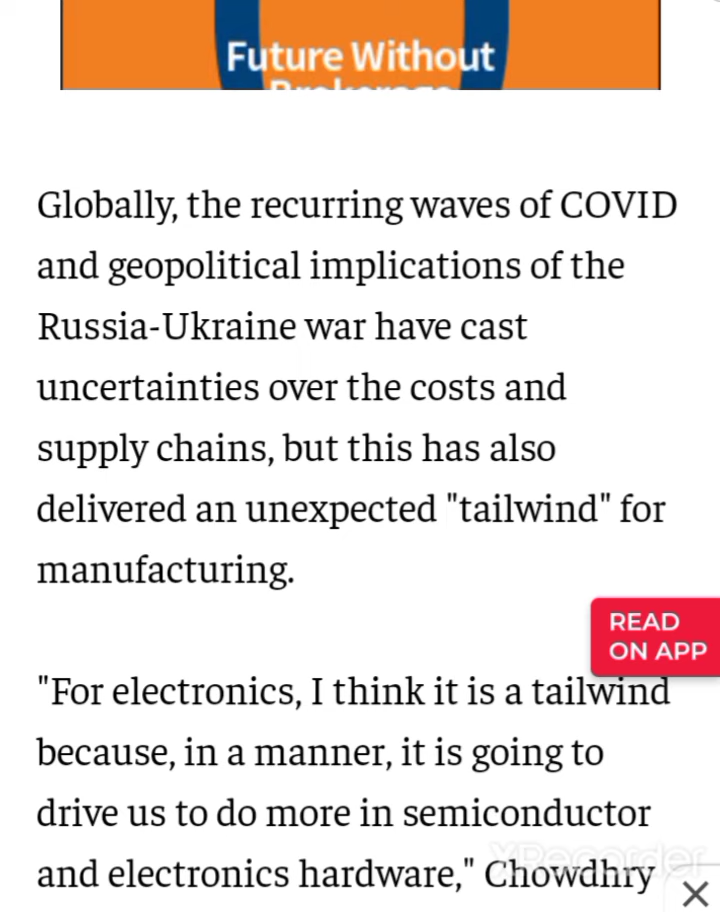 Future Without
Brokerage
Globally, the recurring waves of COVID
and geopolitical implications of the
Russia-Ukraine war have cast
uncertainties over the costs and
supply chains, but this has also
delivered an unexpected "tailwind" for
manufacturing.
READ
ON APP
"For electronics, I think it is a tailwind
because, in a manner, it is going to
drive us to do more in semiconductor
and electronics hardware," Chowdhry
XRecorder